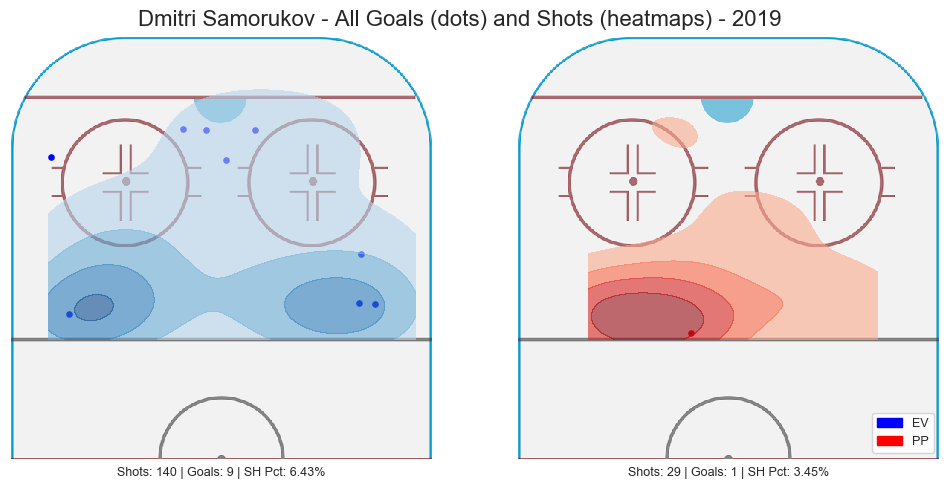 Dmitri Samorukov - All Goals (dots) and Shots (heatmaps) - 2019
EV
PP
Shots: 140 | Goals: 9 | SH Pct: 6.43%
Shots: 29 | Goals: 1 | SH Pct: 3.45%